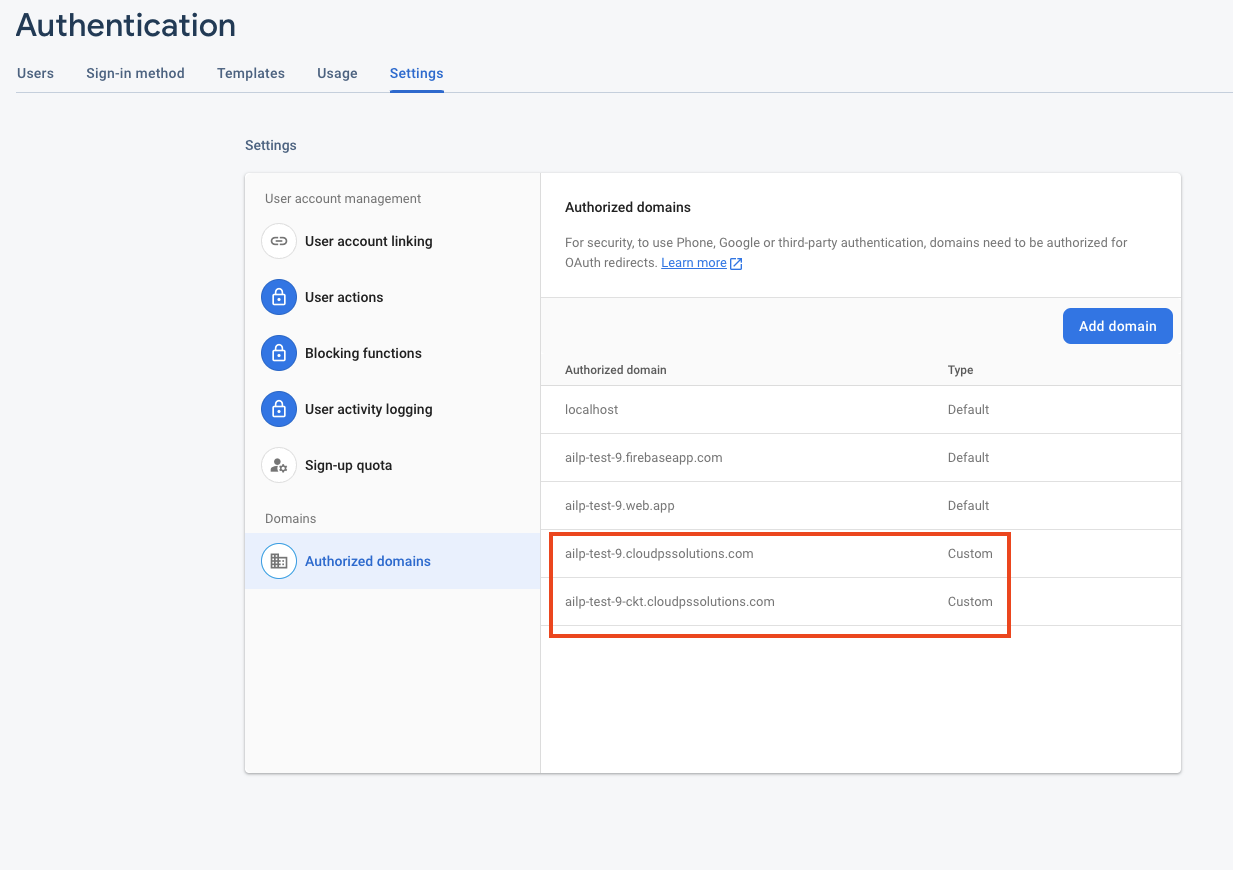 Authentication
Users Sign-in method Templates Usage Settings
Settings
User account management
User account linking
User actions
Blocking functions
User activity logging
Sign-up quota
Domains
Authorized domains
Authorized domains
For security, to use Phone, Google or third-party authentication, domains need to be authorized for
OAuth redirects. Learn more
Add domain
Authorized domain Type
localhost Default
ailp-test-9.firebaseapp.com Default
ailp-test-9.web.app Default
ailp-test-9.cloudpssolutions.com Custom
ailp-test-9-ckt.cloudpssolutions.com Custom